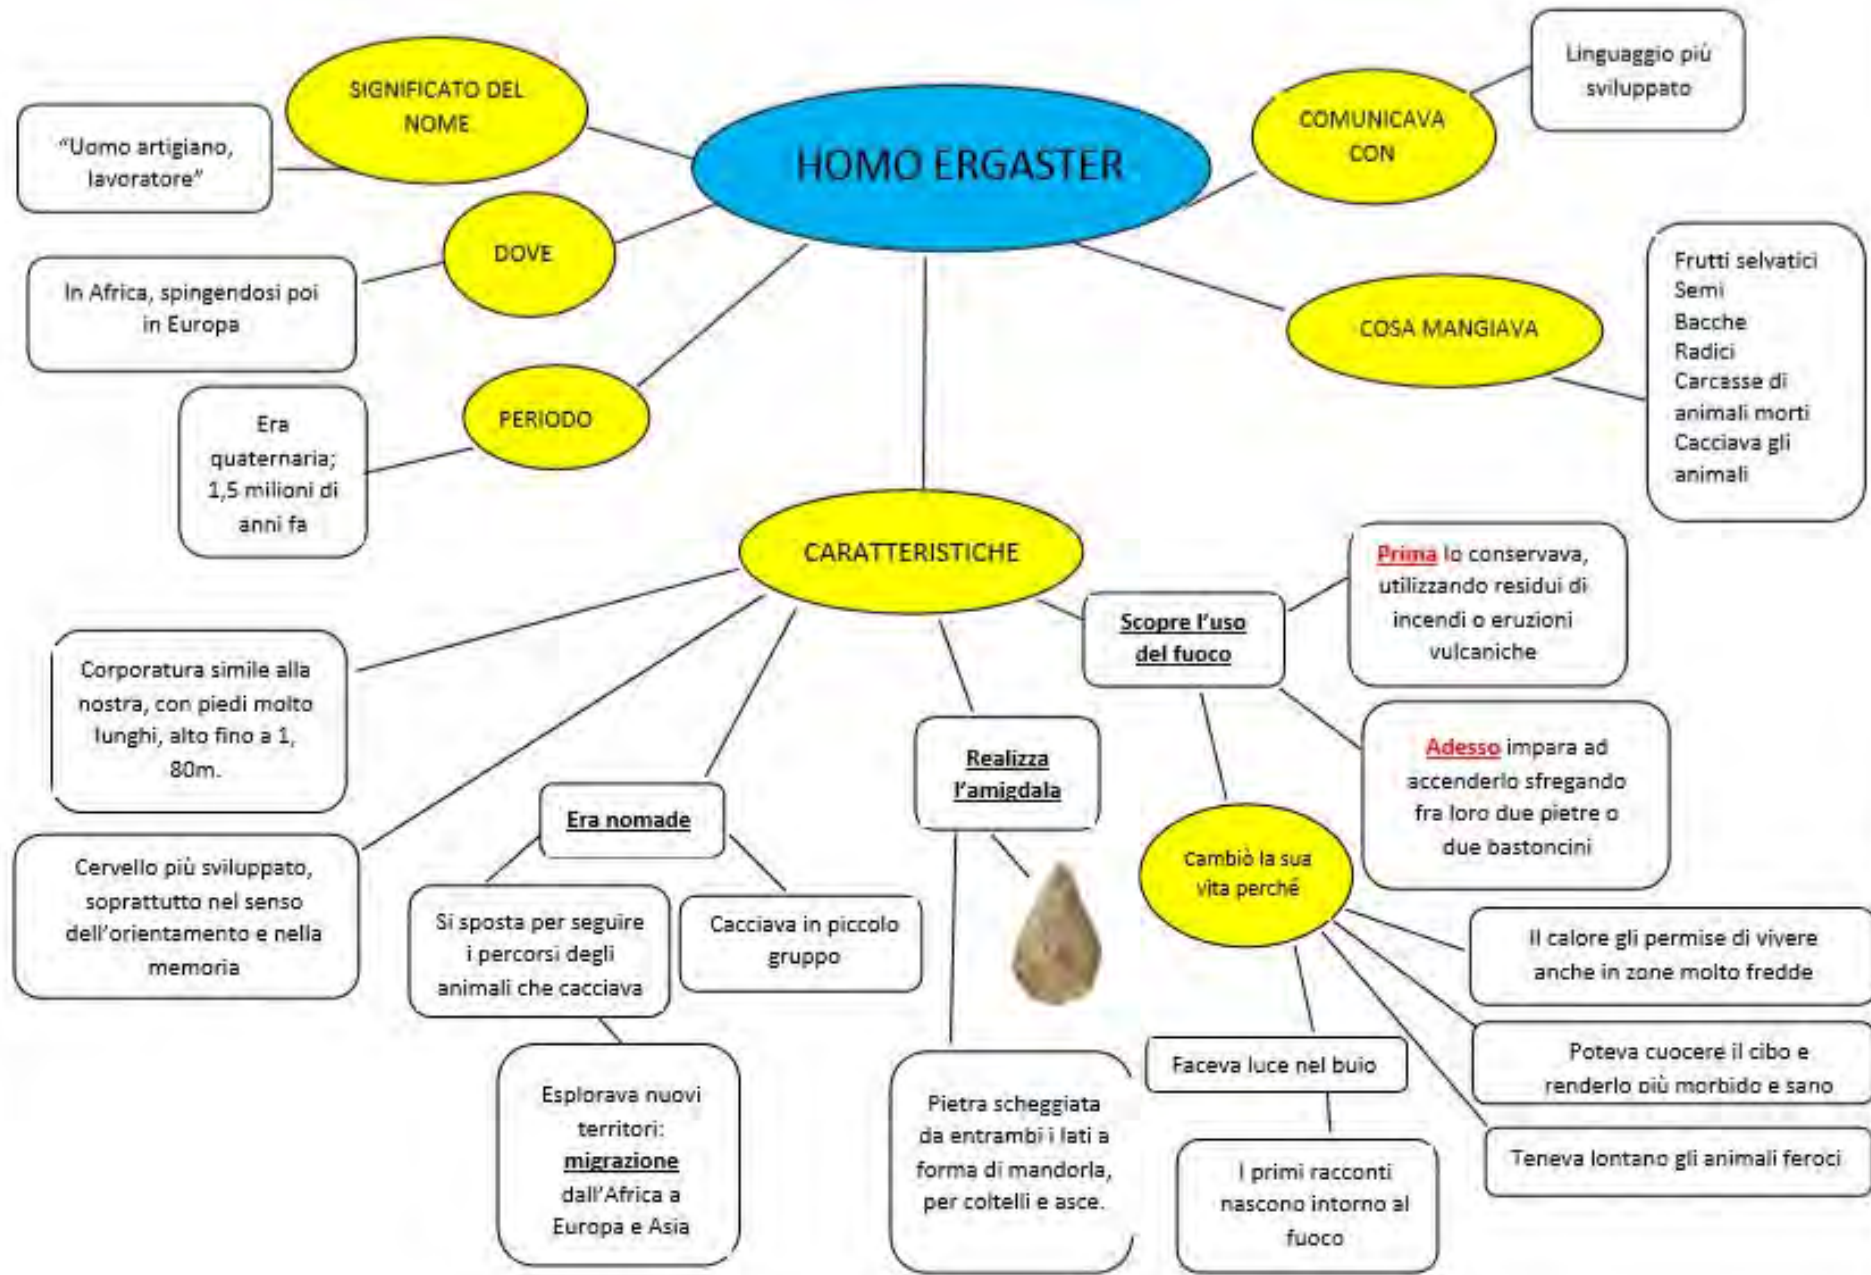 HOMO ERGASTER
SIGNIFICATO DEL
NOME
"Uomo artigiano,
lavoratore"
DOVE
In Africa, spingendosi poi
in Europa
PERIODO
Era
quaternaria;
1,5 milioni di
anni fa
COMUNICAVA
CON
Linguaggio più
sviluppato
COSA MANGIAVA
Frutti selvatici
Semi
Bacche
Radici
Carcasse di
animali morti
Cacciava gli
animali
CARATTERISTICHE
Corporatura simile alla
nostra, con piedi molto
lunghi, alto fino a 1,
80m.
Cervello più sviluppato,
soprattutto nel senso
dell'orientamento e nella
memoria
Era nomade
Si sposta per seguire
i percorsi degli
animali che cacciava
Cacciava in piccolo
gruppo
Esplorava nuovi
territori:
migrazione
dall'Africa a
Europa e Asia
Realizza
l'amigdala
Pietra scheggiata
da entrambi i lati a
forma di mandorla,
per coltelli e asce.
Scopre l'uso
del fuoco
Prima lo conservava,
utilizzando residui di
incendi o eruzioni
vulcaniche
Adesso impara ad
accenderlo sfregando
fra loro due pietre o
due bastoncini
Cambiò la sua
vita perché
Il calore gli permise di vivere
anche in zone molto fredde
Poteva cuocere il cibo e
renderlo più morbido e sano
Teneva lontano gli animali feroci
Faceva luce nel buio
I primi racconti
nascono intorno al
fuoco